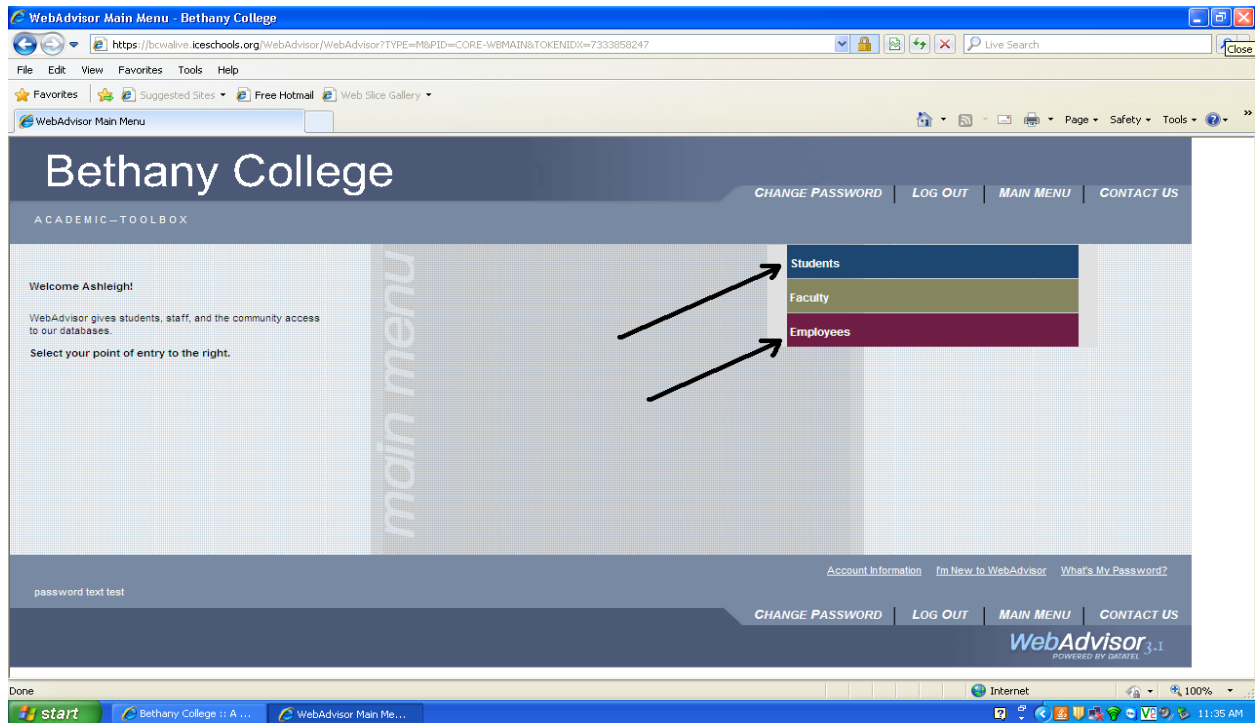 WebAdvisor Main Menu - Bethany College
https://bcwalive.iceschools.org/WebAdvisor/WebAdvisor?TYPE=M&PID=CORE-WBMAIN&TOKENIDX=7333858247
Live Search
Close
File Edit View Favorites Tools Help
Favorites Suggested Sites Free Hotmail Web Slice Gallery
WebAdvisor Main Menu
Page Safety Tools »
Bethany College
CHANGE PASSWORD LOG OUT MAIN MENU CONTACT US
ACADEMIC--TOOLBOX
main menu
Students
Faculty
Employees
Welcome Ashleigh!
WebAdvisor gives students, staff, and the community access
to our databases.
Select your point of entry to the right.
Account Information I'm New to WebAdvisor What's My Password?
password text test
CHANGE PASSWORD LOG OUT MAIN MENU CONTACT US
WebAdvisor 3.1
POWERED BY DATATEL
Done Internet 100%
start Bethany College :: A ... WebAdvisor Main Me... 11:35 AM